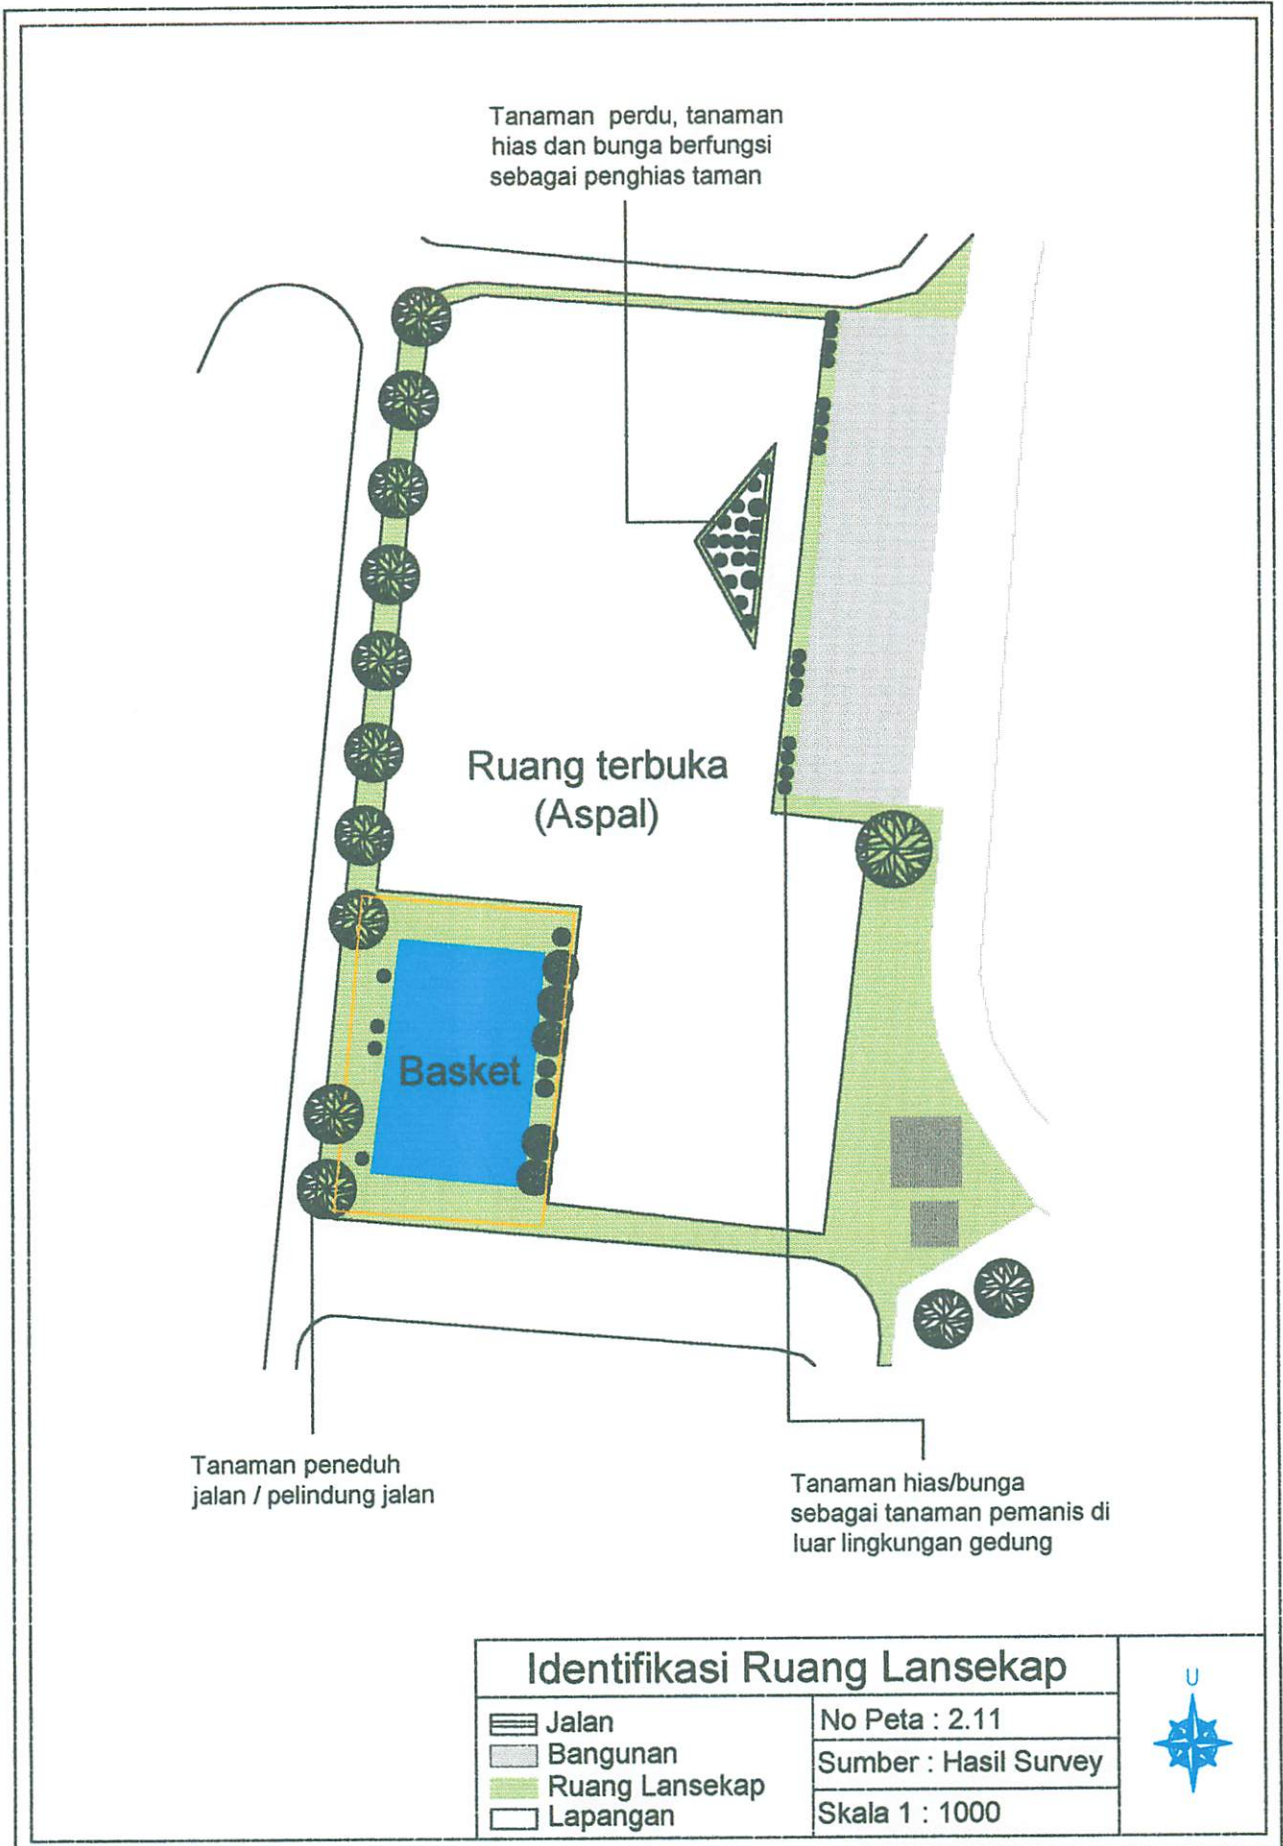 Tanaman perdu, tanaman
hias dan bunga berfungsi
sebagai penghias taman
Ruang terbuka
(Aspal)
Basket
Tanaman peneduh
jalan / pelindung jalan
Tanaman hias/bunga
sebagai tanaman pemanis di
luar lingkungan gedung
Identifikasi Ruang Lansekap
Jalan
Bangunan
Ruang Lansekap
Lapangan
No Peta : 2.11
Sumber : Hasil Survey
Skala 1 : 1000
U